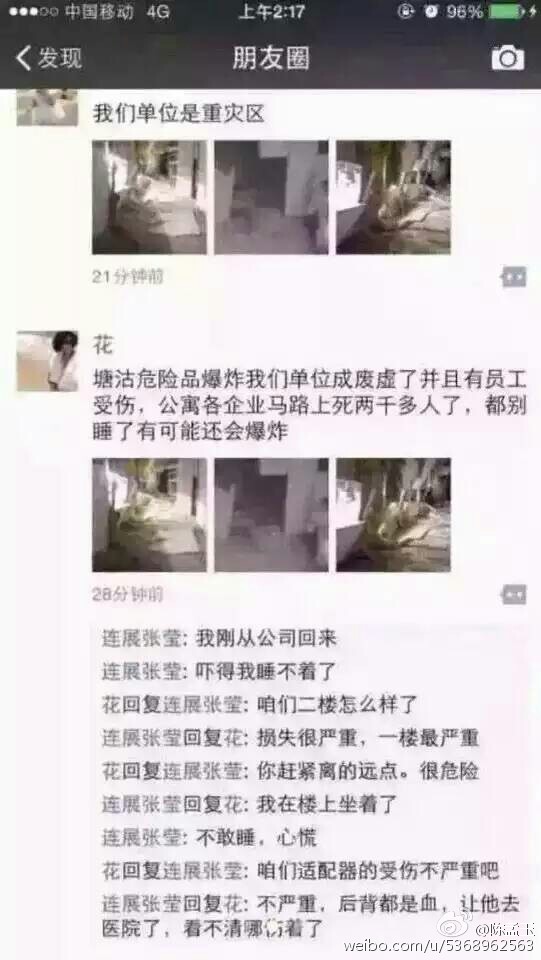 中国移动 4G 上午2:17 96%
发现 朋友圈
我们单位是重灾区
21分钟前
花
塘沽危险品爆炸我们单位成废虚了并且有员工
受伤，公寓各企业马路上死两千多人了，都别
睡了有可能还会爆炸
28分钟前
连展张莹: 我刚从公司回来
连展张莹: 吓得我睡不着了
花回复连展张莹: 咱们二楼怎么样了
连展张莹回复花: 损失很严重，一楼最严重
花回复连展张莹: 你赶紧离的远点。很危险
连展张莹回复花: 我在楼上坐着了
连展张莹: 不敢睡，心慌
花回复连展张莹: 咱们适配器的受伤不严重吧
连展张莹回复花: 不严重，后背都是血，让他去
医院了，看不清哪伤着了
@陈孟玉
weibo.com/u/5368962563